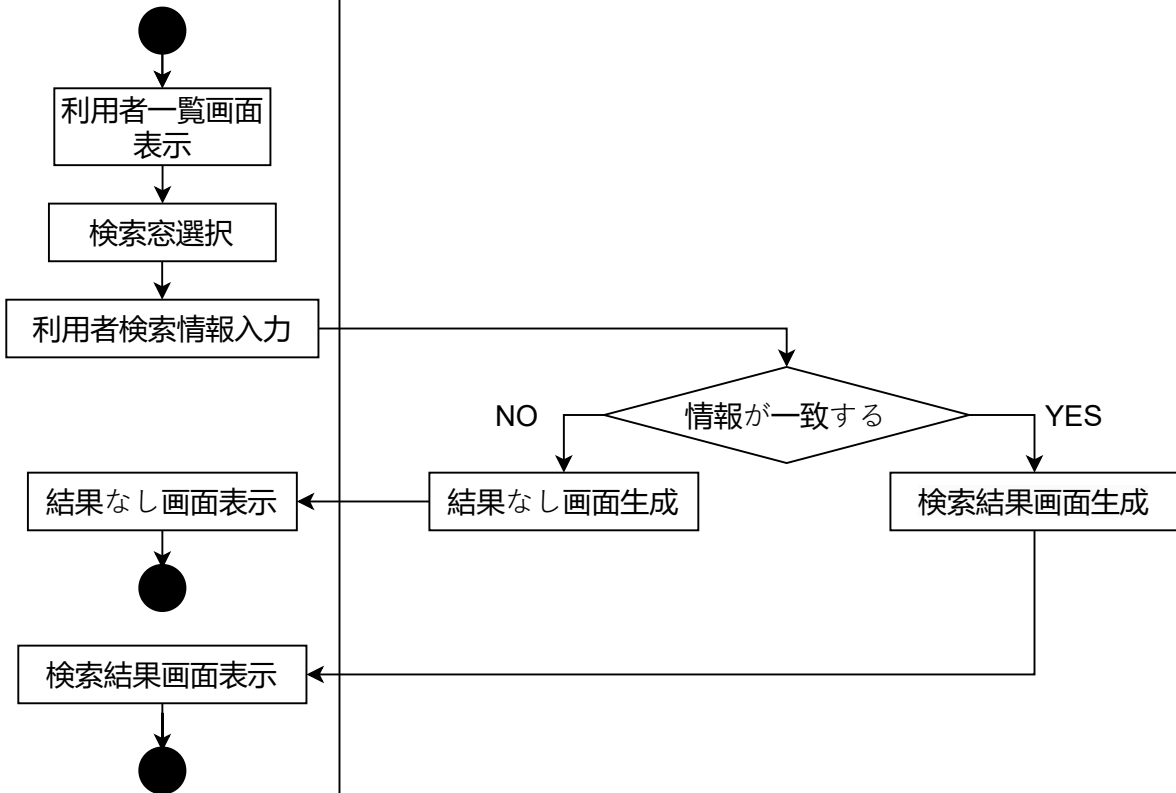 利用者一覧画面
表示
検索窓選択
利用者検索情報入力
情報が一致する
NO
YES
結果なし画面表示
結果なし画面生成
検索結果画面生成
検索結果画面表示